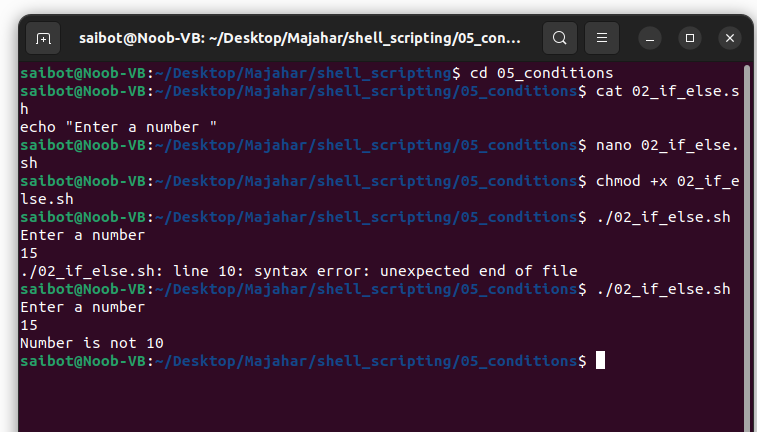 saibot@Noob-VB: ~/Desktop/Majahar/shell_scripting/05_con...
saibot@Noob-VB:~/Desktop/Majahar/shell_scripting$ cd 05_conditions
saibot@Noob-VB:~/Desktop/Majahar/shell_scripting/05_conditions$ cat 02_if_else.s
h
echo "Enter a number "
saibot@Noob-VB:~/Desktop/Majahar/shell_scripting/05_conditions$ nano 02_if_else.
sh
saibot@Noob-VB:~/Desktop/Majahar/shell_scripting/05_conditions$ chmod +x 02_if_e
lse.sh
saibot@Noob-VB:~/Desktop/Majahar/shell_scripting/05_conditions$ ./02_if_else.sh
Enter a number
15
./02_if_else.sh: line 10: syntax error: unexpected end of file
saibot@Noob-VB:~/Desktop/Majahar/shell_scripting/05_conditions$ ./02_if_else.sh
Enter a number
15
Number is not 10
saibot@Noob-VB:~/Desktop/Majahar/shell_scripting/05_conditions$